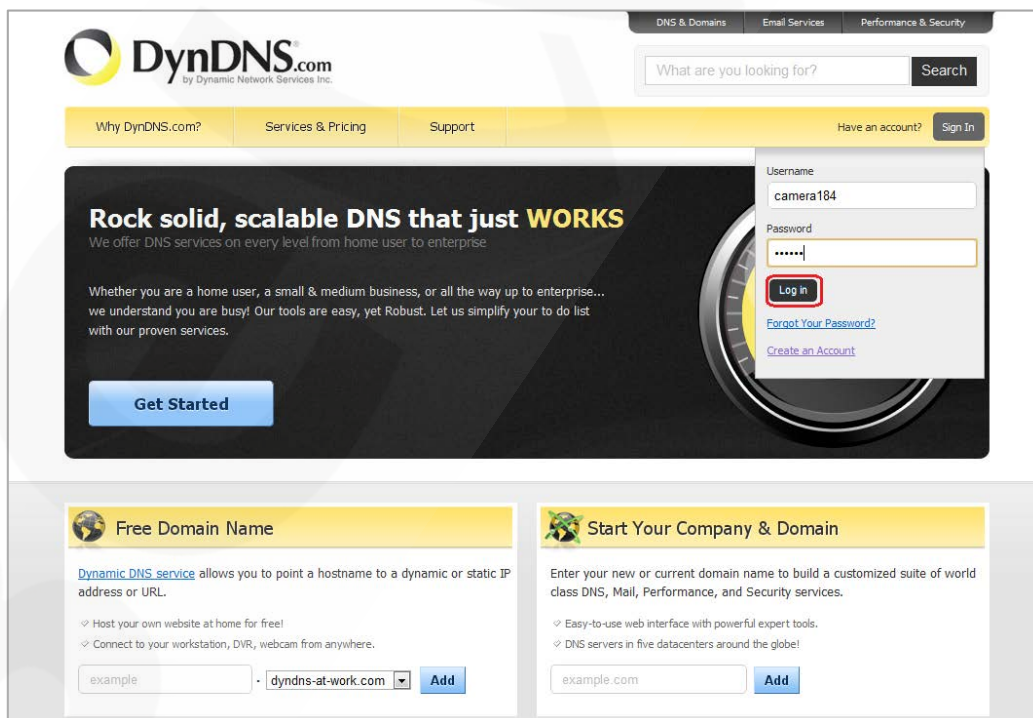 DNS & Domains Email Services Performance & Security
DynDNS.com
by Dynamic Network Services Inc.
What are you looking for? Search
Why DynDNS.com? Services & Pricing Support Have an account? Sign In
Username
camera184
Password
••••••
Log in
Forgot Your Password?
Create an Account
Rock solid, scalable DNS that just WORKS
We offer DNS services on every level from home user to enterprise
Whether you are a home user, a small & medium business, or all the way up to enterprise...
we understand you are busy! Our tools are easy, yet Robust. Let us simplify your to do list
with our proven services.
Get Started
Free Domain Name
Dynamic DNS service allows you to point a hostname to a dynamic or static IP
address or URL.
Host your own website at home for free!
Connect to your workstation, DVR, webcam from anywhere.
example . dyndns-at-work.com Add
Start Your Company & Domain
Enter your new or current domain name to build a customized suite of world
class DNS, Mail, Performance, and Security services.
Easy-to-use web interface with powerful expert tools.
DNS servers in five datacenters around the globe!
example.com Add